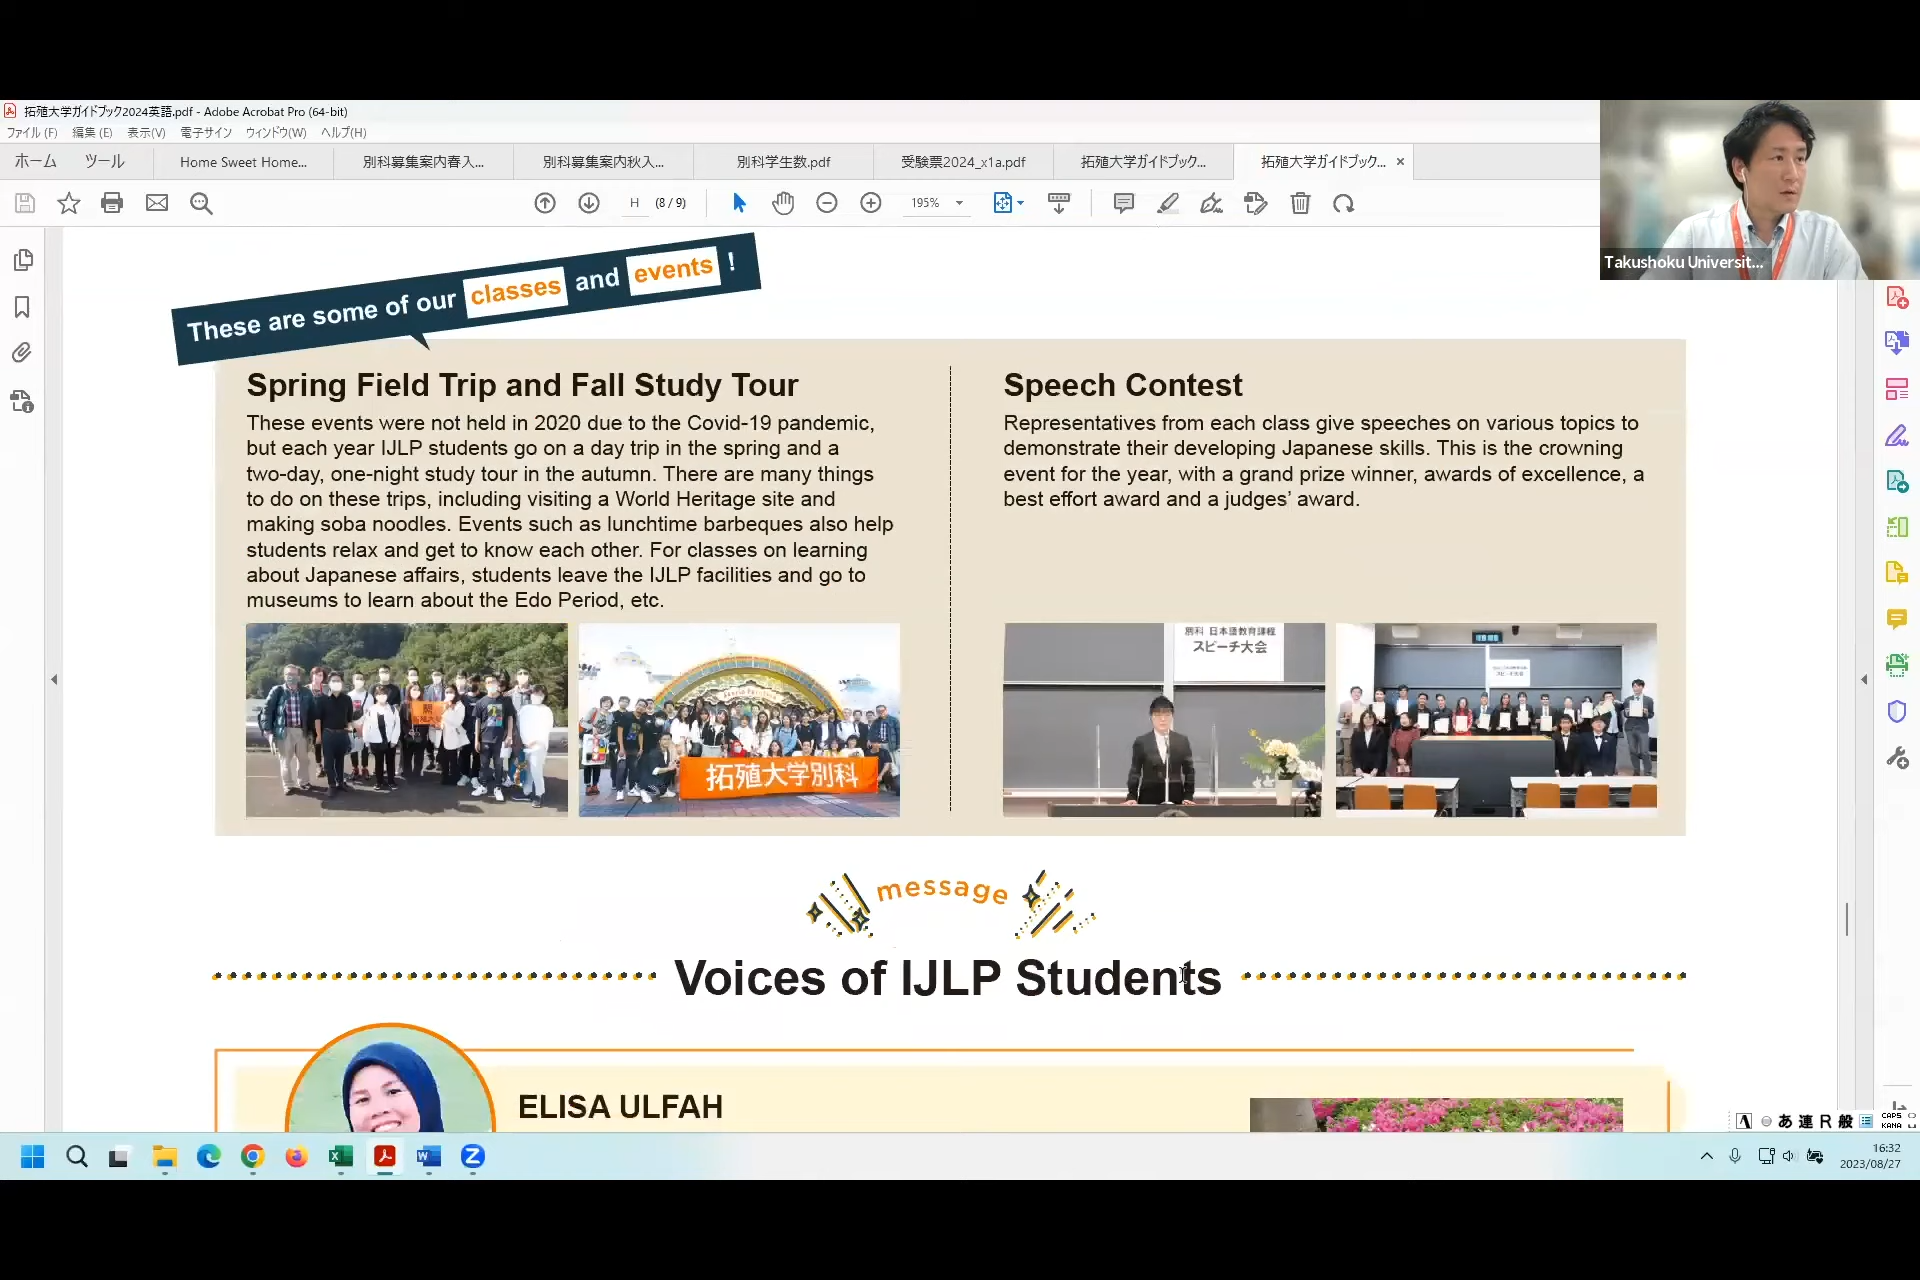 拓殖大学ガイドブック2024英語.pdf - Adobe Acrobat Pro (64-bit)
ファイル(F) 編集(E) 表示(V) 電子サイン ウィンドウ(W) ヘルプ(H)
ホーム ツール Home Sweet Home... 別科募集案内春入... 別科募集案内秋入... 別科学生数.pdf 受験票2024_x1a.pdf 拓殖大学ガイドブック... 拓殖大学ガイドブック... ×
H (8 / 9) 195%
Takushoku Universit...
These are some of our classes and events !
Spring Field Trip and Fall Study Tour
These events were not held in 2020 due to the Covid-19 pandemic,
but each year IJLP students go on a day trip in the spring and a
two-day, one-night study tour in the autumn. There are many things
to do on these trips, including visiting a World Heritage site and
making soba noodles. Events such as lunchtime barbeques also help
students relax and get to know each other. For classes on learning
about Japanese affairs, students leave the IJLP facilities and go to
museums to learn about the Edo Period, etc.
拓殖大学別科
Speech Contest
Representatives from each class give speeches on various topics to
demonstrate their developing Japanese skills. This is the crowning
event for the year, with a grand prize winner, awards of excellence, a
best effort award and a judges’ award.
別科 日本語教育課程
スピーチ大会
スピーチ大会
message
Voices of IJLP Students
ELISA ULFAH
A あ 連 R 般 CAPS
KANA
16:32
2023/08/27